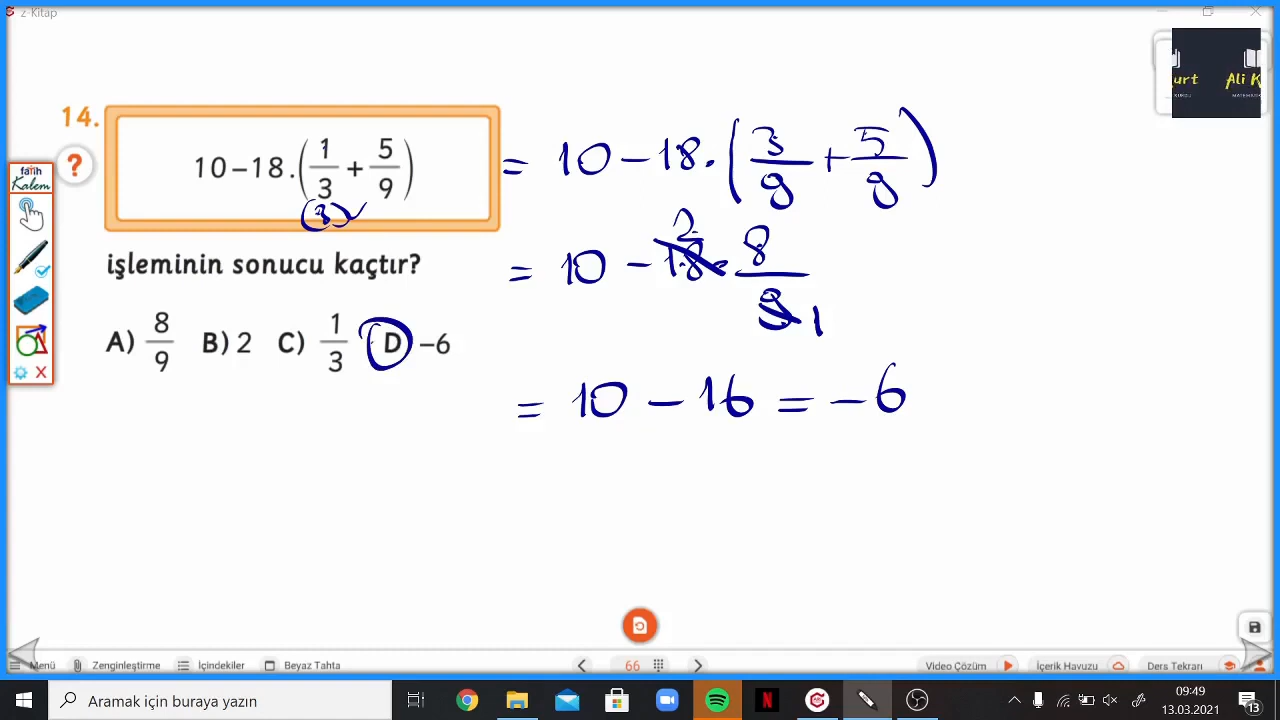 z-Kitap
urt Ali K
14. 10–18.(1/3 + 5/9) = 10 – 18 · (3/9 + 5/9)
?
fatih
Kalem
(3)
= 10 – 18 · 8/9
2
1
işleminin sonucu kaçtır?
A) 8/9 B) 2 C) 1/3 D –6
= 10 – 16 = –6
Menü Zenginleştirme İçindekiler Beyaz Tahta 66 Video Çözüm İçerik Havuzu Ders Tekrarı
Aramak için buraya yazın
09:49
13.03.2021
13